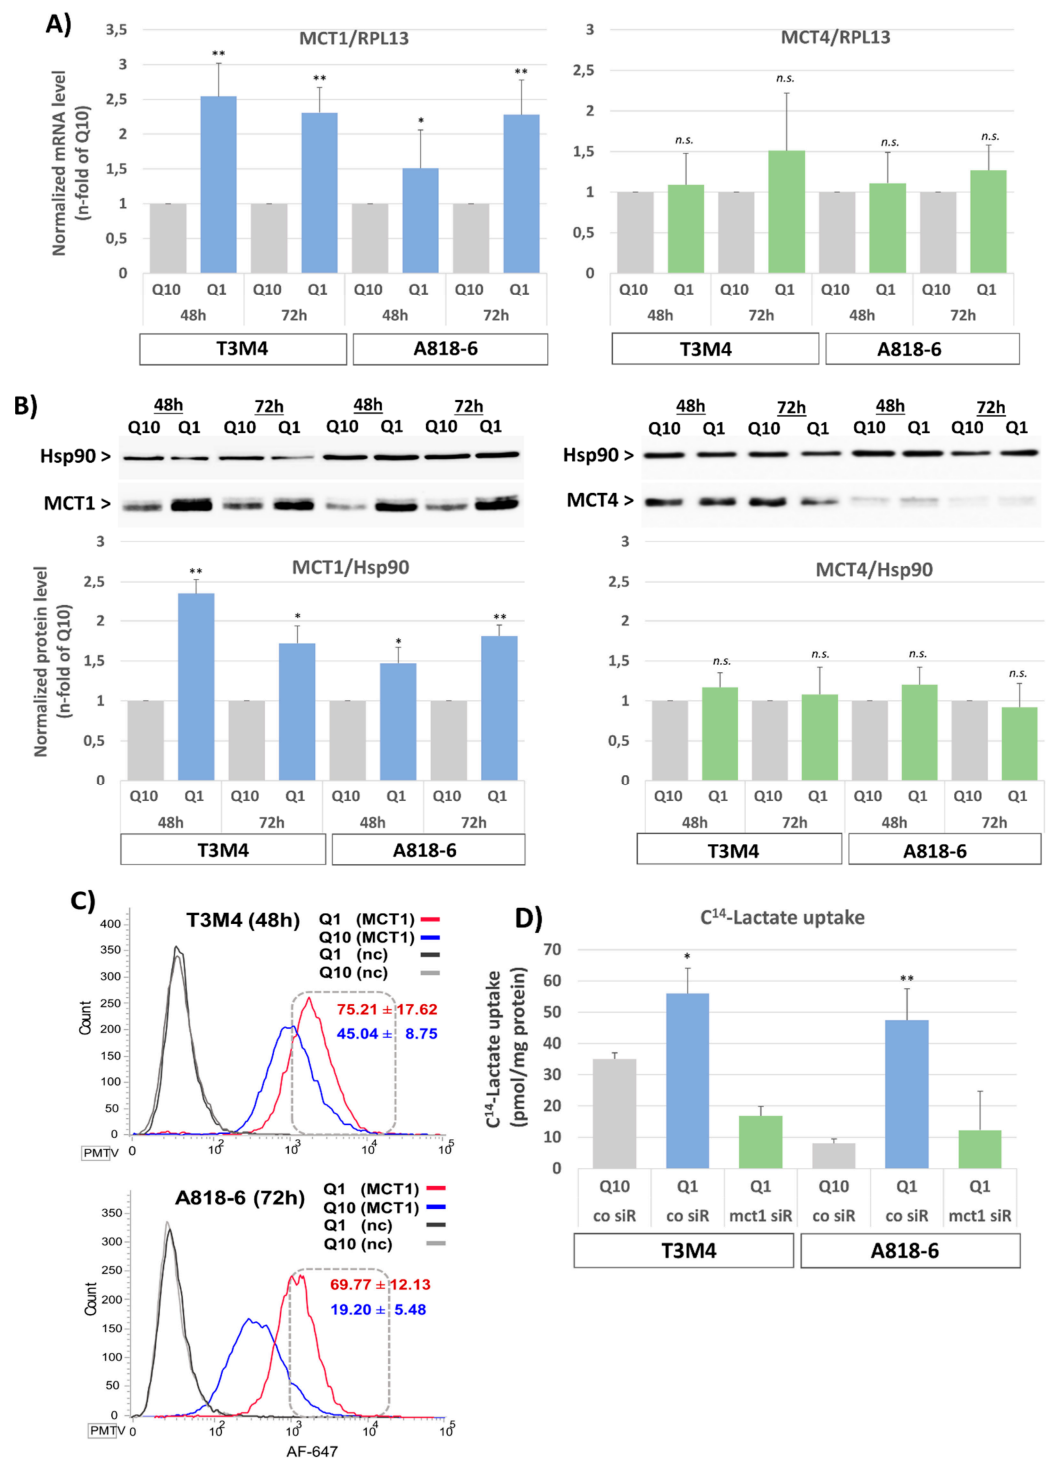 A)
Normalized mRNA level
(n-fold of Q10)
MCT1/RPL13
3,5
3
2,5
2
1,5
1
0,5
0
** ** * **
Q10 Q1 Q10 Q1 Q10 Q1 Q10 Q1
48h 72h 48h 72h
T3M4 A818-6
MCT4/RPL13
3
2,5
2
1,5
1
0,5
0
n.s. n.s. n.s. n.s.
Q10 Q1 Q10 Q1 Q10 Q1 Q10 Q1
48h 72h 48h 72h
T3M4 A818-6
B)
48h 72h 48h 72h
Q10 Q1 Q10 Q1 Q10 Q1 Q10 Q1
Hsp90 >
MCT1 >
48h 72h 48h 72h
Q10 Q1 Q10 Q1 Q10 Q1 Q10 Q1
Hsp90 >
MCT4 >
Normalized protein level
(n-fold of Q10)
MCT1/Hsp90
3
2,5
2
1,5
1
0,5
0
** * * **
Q10 Q1 Q10 Q1 Q10 Q1 Q10 Q1
48h 72h 48h 72h
T3M4 A818-6
MCT4/Hsp90
3
2,5
2
1,5
1
0,5
0
n.s. n.s. n.s. n.s.
Q10 Q1 Q10 Q1 Q10 Q1 Q10 Q1
48h 72h 48h 72h
T3M4 A818-6
C)
T3M4 (48h)
Q1 (MCT1)
Q10 (MCT1)
Q1 (nc)
Q10 (nc)
75.21 ± 17.62
45.04 ± 8.75
Count
400
350
300
250
200
150
100
50
0
PMTV 0 10² 10³ 10⁴ 10⁵
A818-6 (72h)
Q1 (MCT1)
Q10 (MCT1)
Q1 (nc)
Q10 (nc)
69.77 ± 12.13
19.20 ± 5.48
Count
350
300
250
200
150
100
50
0
PMTV 0 10² 10³ 10⁴ 10⁵
AF-647
D)
C¹⁴-Lactate uptake
C¹⁴-Lactate uptake
(pmol/mg protein)
70
60
50
40
30
20
10
0
* **
Q10 Q1 Q1 Q10 Q1 Q1
co siR co siR mct1 siR co siR co siR mct1 siR
T3M4 A818-6